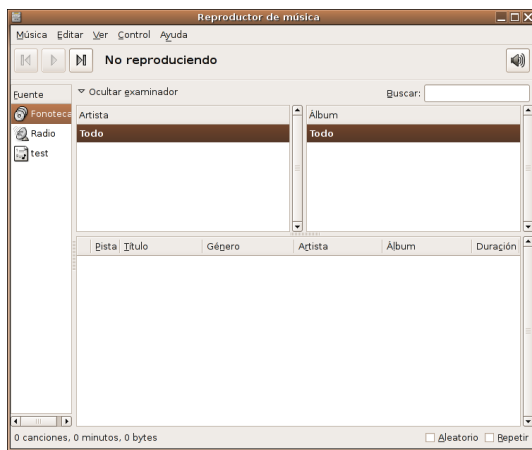 Reproductor de música
Música Editar Ver Control Ayuda
No reproduciendo
Fuente
Ocultar examinador
Buscar:
Fonoteca
Radio
test
Artista
Todo
Álbum
Todo
Pista Título Género Artista Álbum Duración
0 canciones, 0 minutos, 0 bytes
Aleatorio Repetir